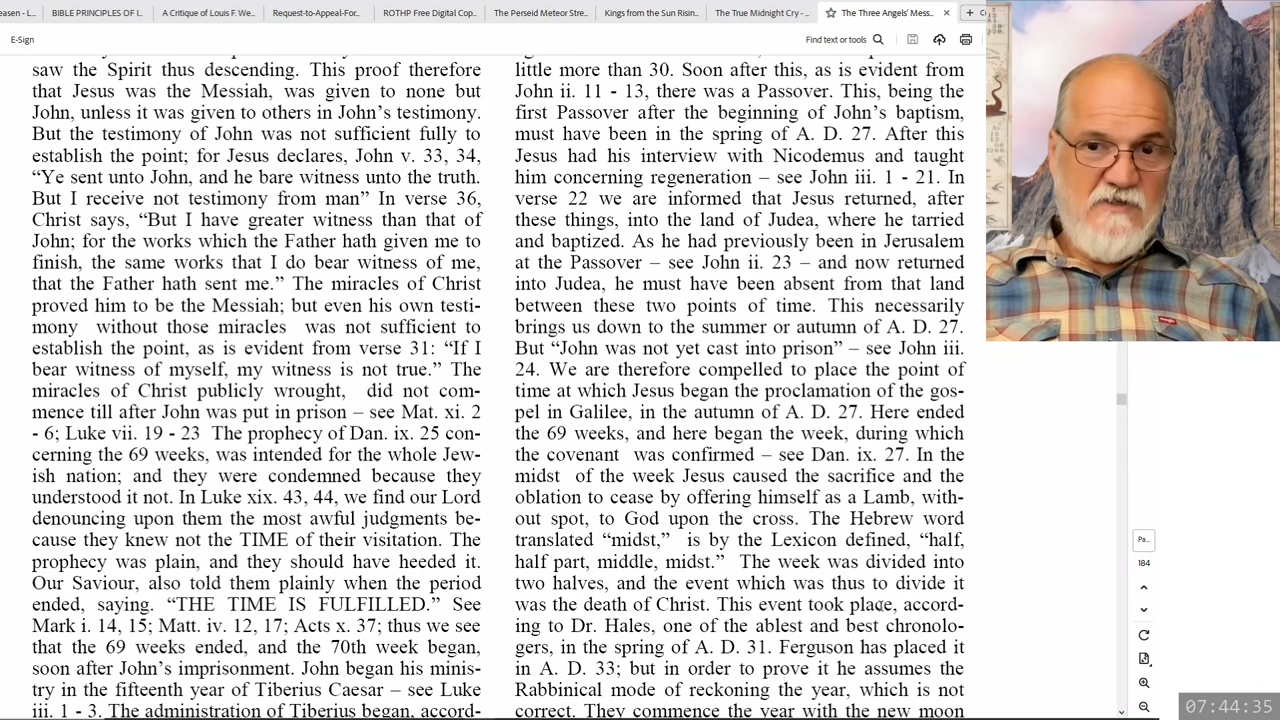 easen - L...
BIBLE PRINCIPLES OF I...
A Critique of Louis F. We...
Request-to-Appeal-For...
ROTHP Free Digital Cop...
The Perseid Meteor Stre...
Kings from the Sun Risin...
The True Midnight Cry - ...
The Three Angels' Mess...
E-Sign
Find text or tools
saw the Spirit thus descending. This proof therefore
that Jesus was the Messiah, was given to none but
John, unless it was given to others in John's testimony.
But the testimony of John was not sufficient fully to
establish the point; for Jesus declares, John v. 33, 34,
“Ye sent unto John, and he bare witness unto the truth.
But I receive not testimony from man” In verse 36,
Christ says, “But I have greater witness than that of
John; for the works which the Father hath given me to
finish, the same works that I do bear witness of me,
that the Father hath sent me.” The miracles of Christ
proved him to be the Messiah; but even his own testi-
mony without those miracles was not sufficient to
establish the point, as is evident from verse 31: “If I
bear witness of myself, my witness is not true.” The
miracles of Christ publicly wrought, did not com-
mence till after John was put in prison – see Mat. xi. 2
- 6; Luke vii. 19 - 23 The prophecy of Dan. ix. 25 con-
cerning the 69 weeks, was intended for the whole Jew-
ish nation; and they were condemned because they
understood it not. In Luke xix. 43, 44, we find our Lord
denouncing upon them the most awful judgments be-
cause they knew not the TIME of their visitation. The
prophecy was plain, and they should have heeded it.
Our Saviour, also told them plainly when the period
ended, saying. “THE TIME IS FULFILLED.” See
Mark i. 14, 15; Matt. iv. 12, 17; Acts x. 37; thus we see
that the 69 weeks ended, and the 70th week began,
soon after John's imprisonment. John began his minis-
try in the fifteenth year of Tiberius Caesar – see Luke
iii. 1 - 3. The administration of Tiberius began, accord-
little more than 30. Soon after this, as is evident from
John ii. 11 - 13, there was a Passover. This, being the
first Passover after the beginning of John's baptism,
must have been in the spring of A. D. 27. After this
Jesus had his interview with Nicodemus and taught
him concerning regeneration – see John iii. 1 - 21. In
verse 22 we are informed that Jesus returned, after
these things, into the land of Judea, where he tarried
and baptized. As he had previously been in Jerusalem
at the Passover – see John ii. 23 – and now returned
into Judea, he must have been absent from that land
between these two points of time. This necessarily
brings us down to the summer or autumn of A. D. 27.
But “John was not yet cast into prison” – see John iii.
24. We are therefore compelled to place the point of
time at which Jesus began the proclamation of the gos-
pel in Galilee, in the autumn of A. D. 27. Here ended
the 69 weeks, and here began the week, during which
the covenant was confirmed – see Dan. ix. 27. In the
midst of the week Jesus caused the sacrifice and the
oblation to cease by offering himself as a Lamb, with-
out spot, to God upon the cross. The Hebrew word
translated “midst,” is by the Lexicon defined, “half,
half part, middle, midst.” The week was divided into
two halves, and the event which was thus to divide it
was the death of Christ. This event took place, accord-
ing to Dr. Hales, one of the ablest and best chronolo-
gers, in the spring of A. D. 31. Ferguson has placed it
in A. D. 33; but in order to prove it he assumes the
Rabbinical mode of reckoning the year, which is not
correct. They commence the year with the new moon
Pa...
184
07:44:35